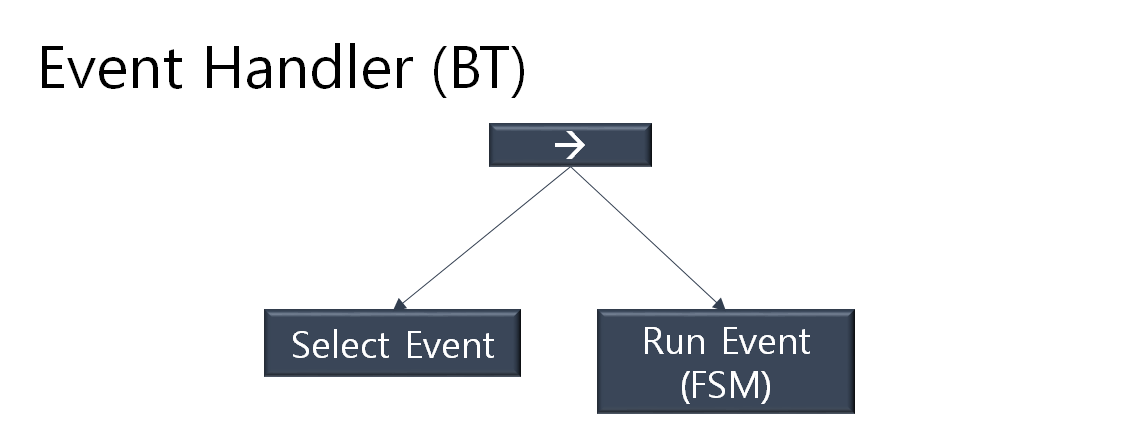 Event Handler (BT)
→
Select Event
Run Event
(FSM)